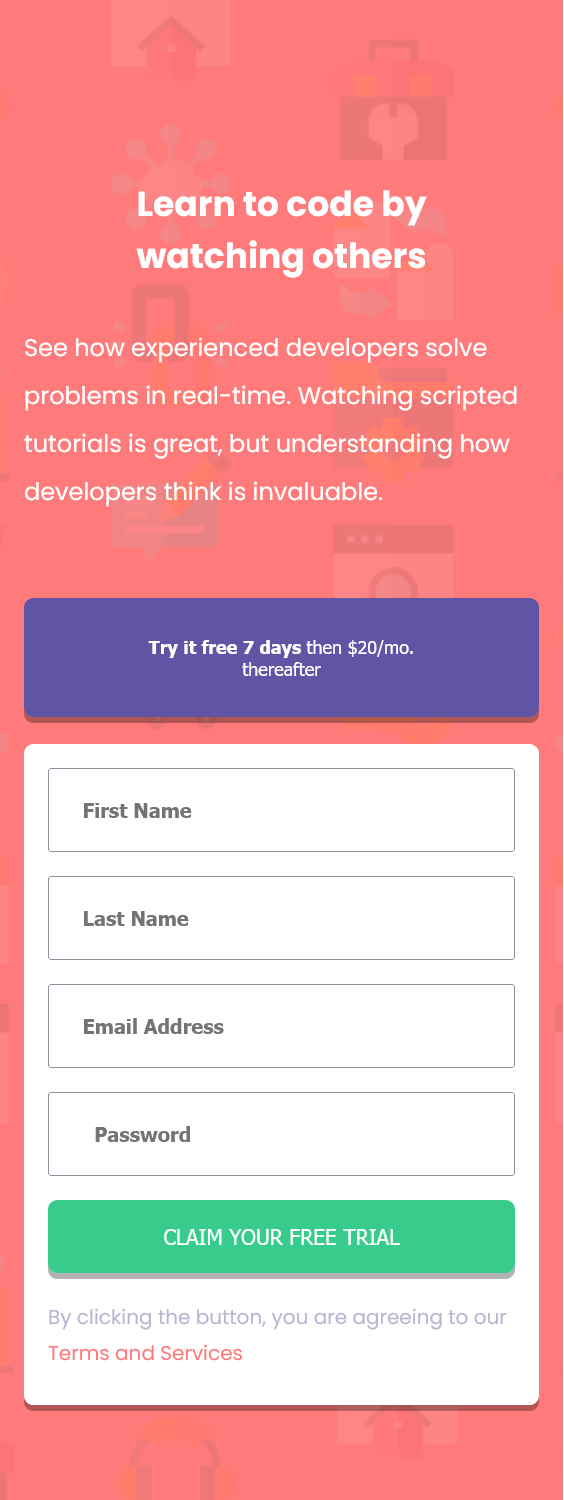 Learn to code by
watching others
See how experienced developers solve
problems in real-time. Watching scripted
tutorials is great, but understanding how
developers think is invaluable.
Try it free 7 days then $20/mo.
thereafter
First Name
Last Name
Email Address
Password
CLAIM YOUR FREE TRIAL
By clicking the button, you are agreeing to our
Terms and Services